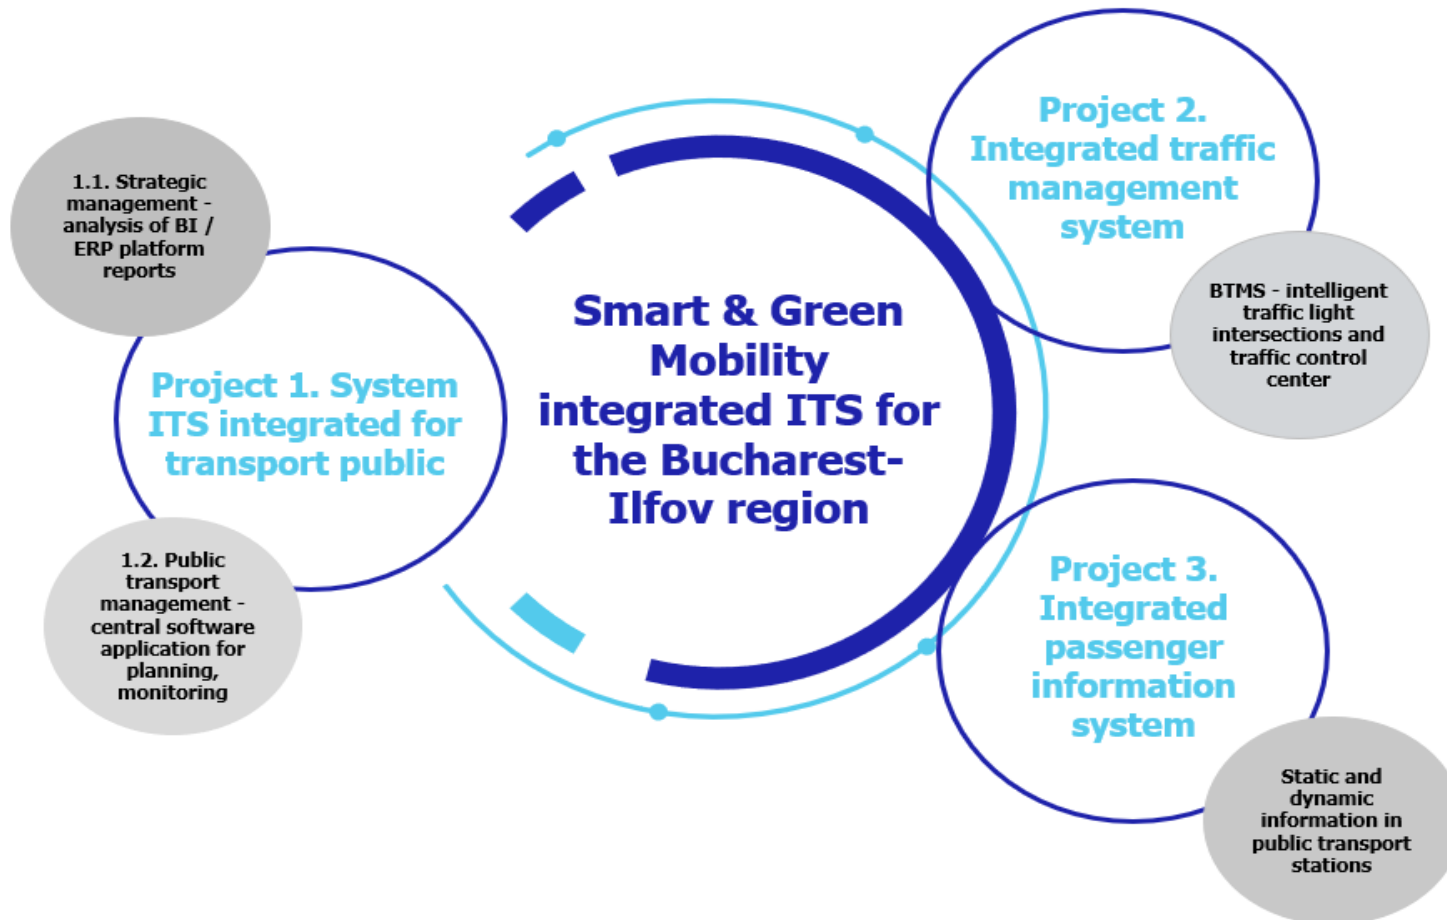 1.1. Strategic
management -
analysis of BI /
ERP platform
reports
Project 1. System
ITS integrated for
transport public
1.2. Public
transport
management -
central software
application for
planning,
monitoring
Smart & Green
Mobility
integrated ITS for
the Bucharest-
Ilfov region
Project 2.
Integrated traffic
management
system
BTMS - intelligent
traffic light
intersections and
traffic control
center
Project 3.
Integrated
passenger
information
system
Static and
dynamic
information in
public transport
stations